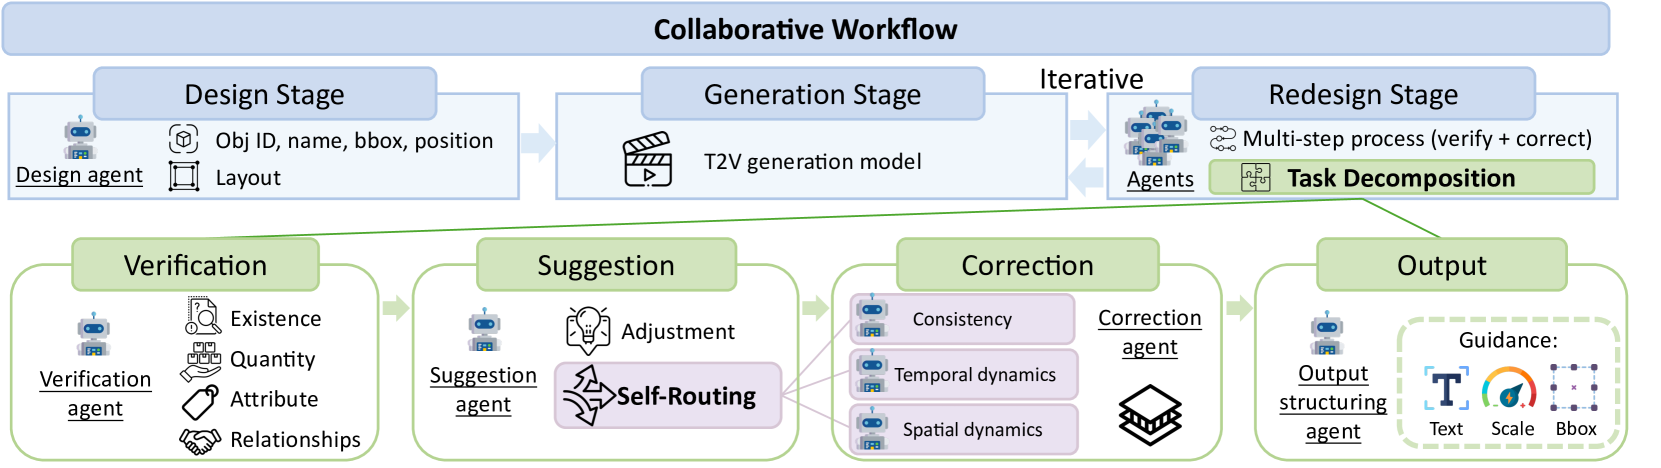 Collaborative Workflow
Design Stage
Design agent
Obj ID, name, bbox, position
Layout
Generation Stage
T2V generation model
Iterative
Redesign Stage
Agents
Multi-step process (verify + correct)
Task Decomposition
Verification
Verification
agent
Existence
Quantity
Attribute
Relationships
Suggestion
Suggestion
agent
Adjustment
Self-Routing
Correction
Consistency
Temporal dynamics
Spatial dynamics
Correction
agent
Output
Output
structuring
agent
Guidance:
Text
Scale
Bbox